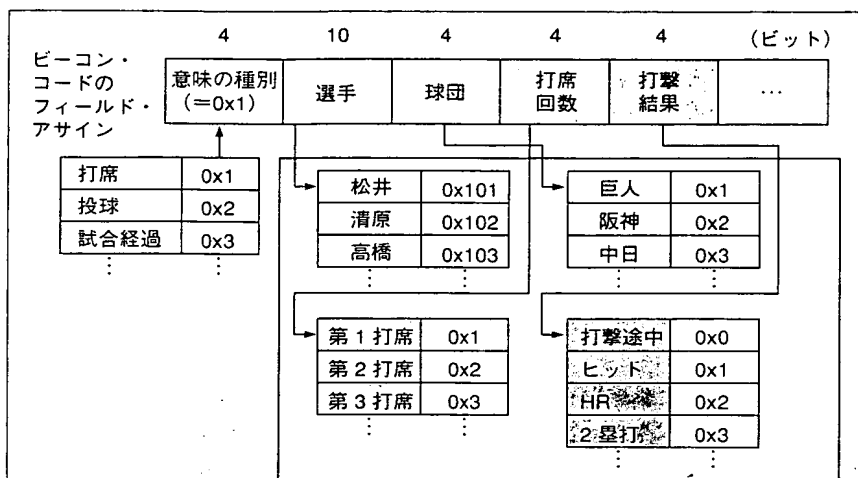 4 10 4 4 4 (ビット)
ビーコン・
コードの
フィールド・
アサイン
意味の種別
(=0x1)
選手
球団
打席
回数
打撃
結果
…
打席 0x1
投球 0x2
試合経過 0x3
⋮ ⋮
松井 0x101
清原 0x102
高橋 0x103
⋮ ⋮
巨人 0x1
阪神 0x2
中日 0x3
⋮ ⋮
第1打席 0x1
第2打席 0x2
第3打席 0x3
⋮ ⋮
打撃途中 0x0
ヒット 0x1
HR 0x2
2塁打 0x3
⋮ ⋮